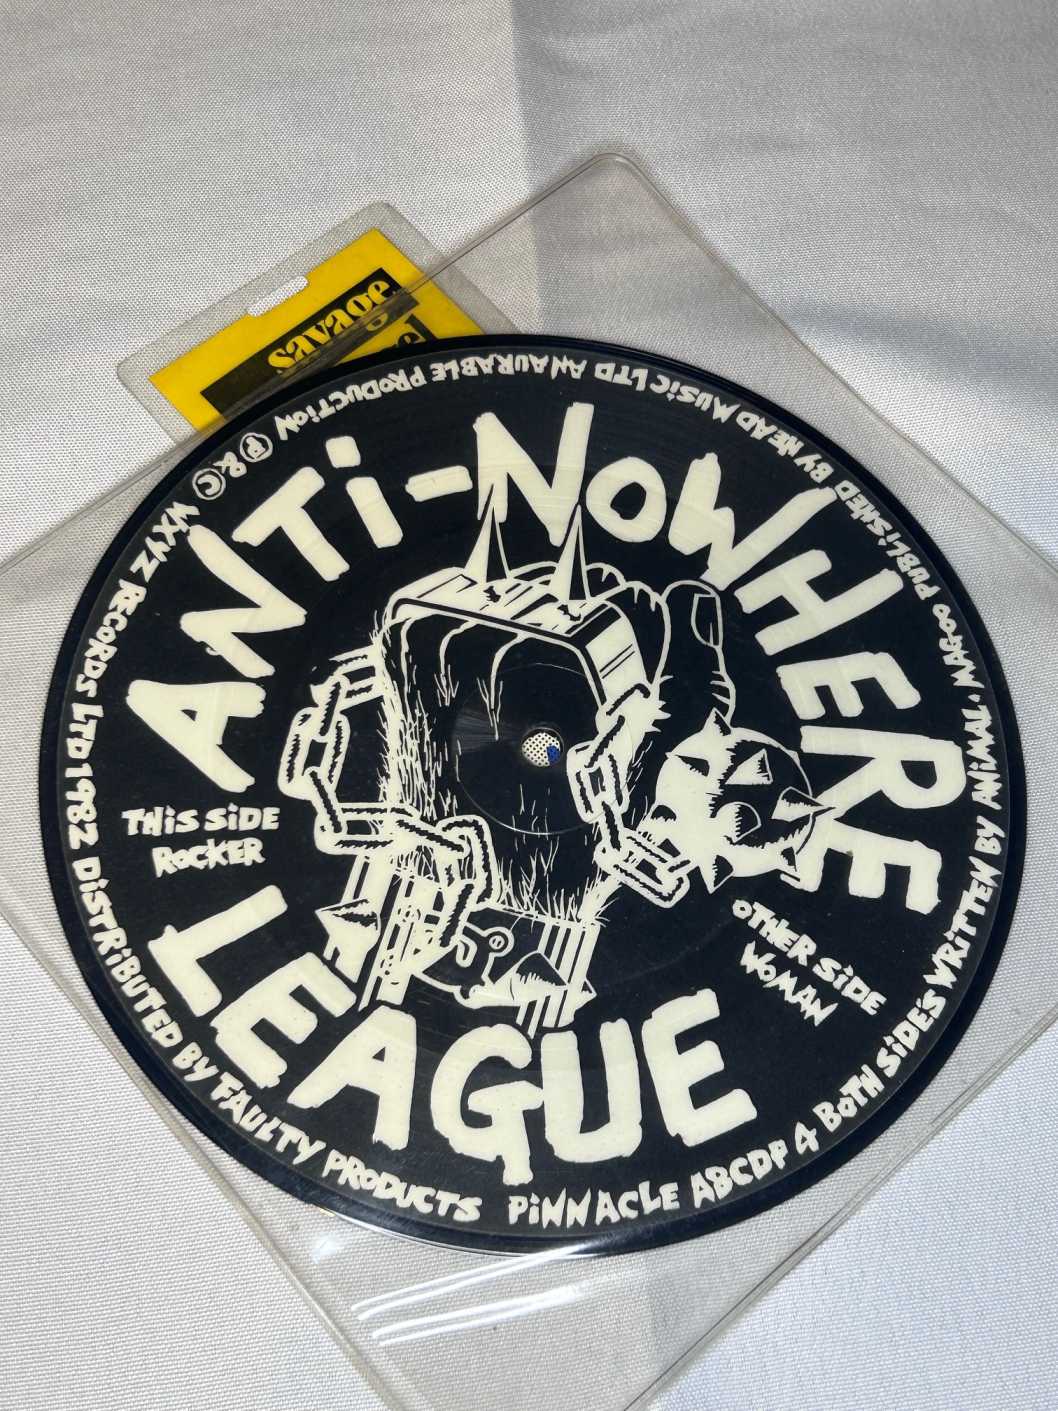 savage
ANTi-NOWHERE
LEAGUE
THiS SiDE
ROCKER
OTHER SiDE
WOMAN
WXYZ RECORDS LTD 1982 DiSTRiBUTED BY FAULTY PRODUCTS
PiNNACLE ABCDP 4 BOTH SiDE'S WRiTTEN BY ANiMAL. MAGOO PUBLiSHED BY HEAD MUSiC LTD AN AURABLE PRODUCTiON Ⓟ & ©